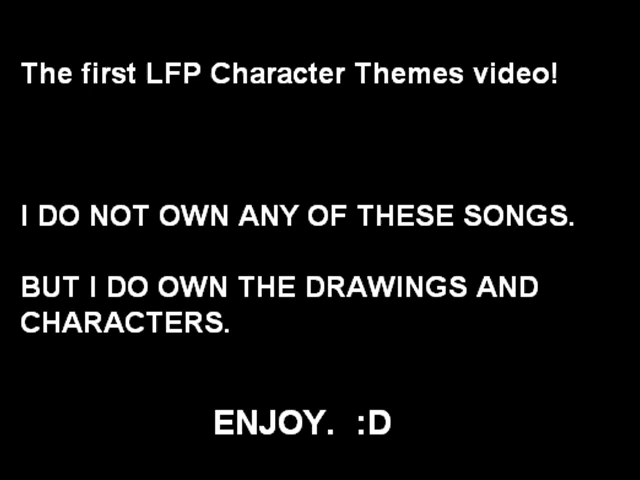 The first LFP Character Themes video!
I DO NOT OWN ANY OF THESE SONGS.
BUT I DO OWN THE DRAWINGS AND
CHARACTERS.
ENJOY. :D